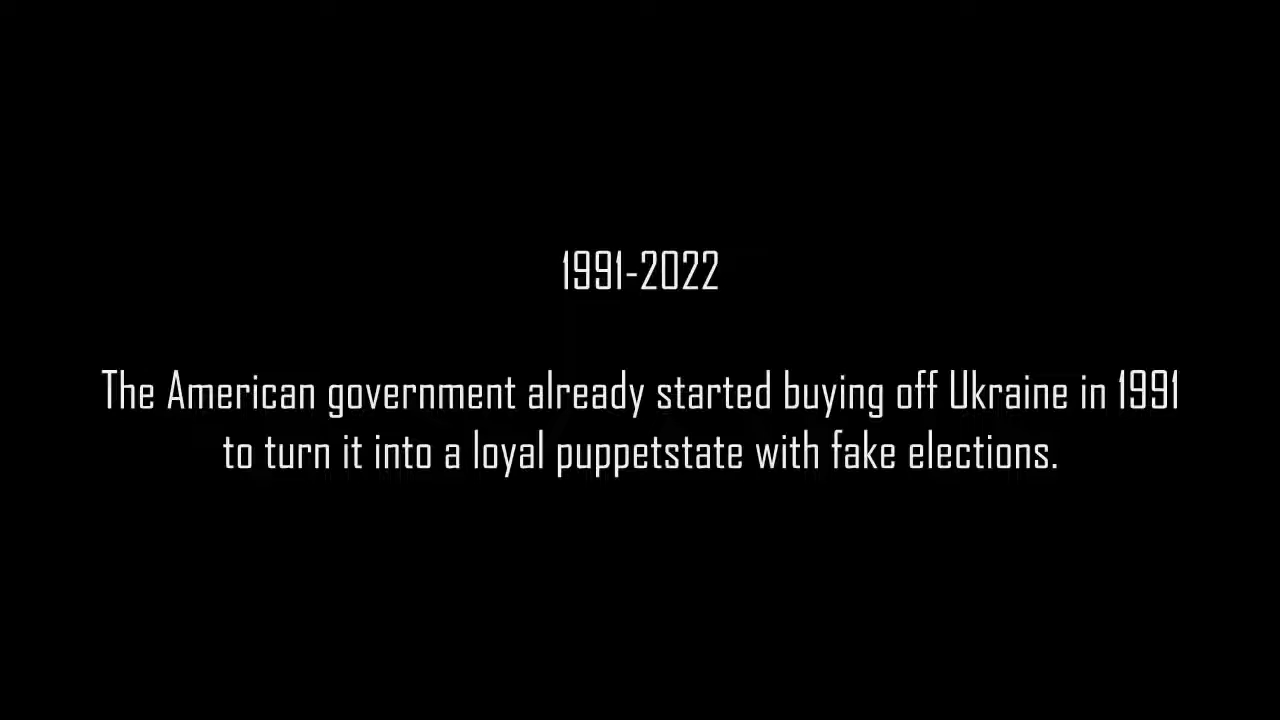 1991-2022
The American government already started buying off Ukraine in 1991
to turn it into a loyal puppetstate with fake elections.